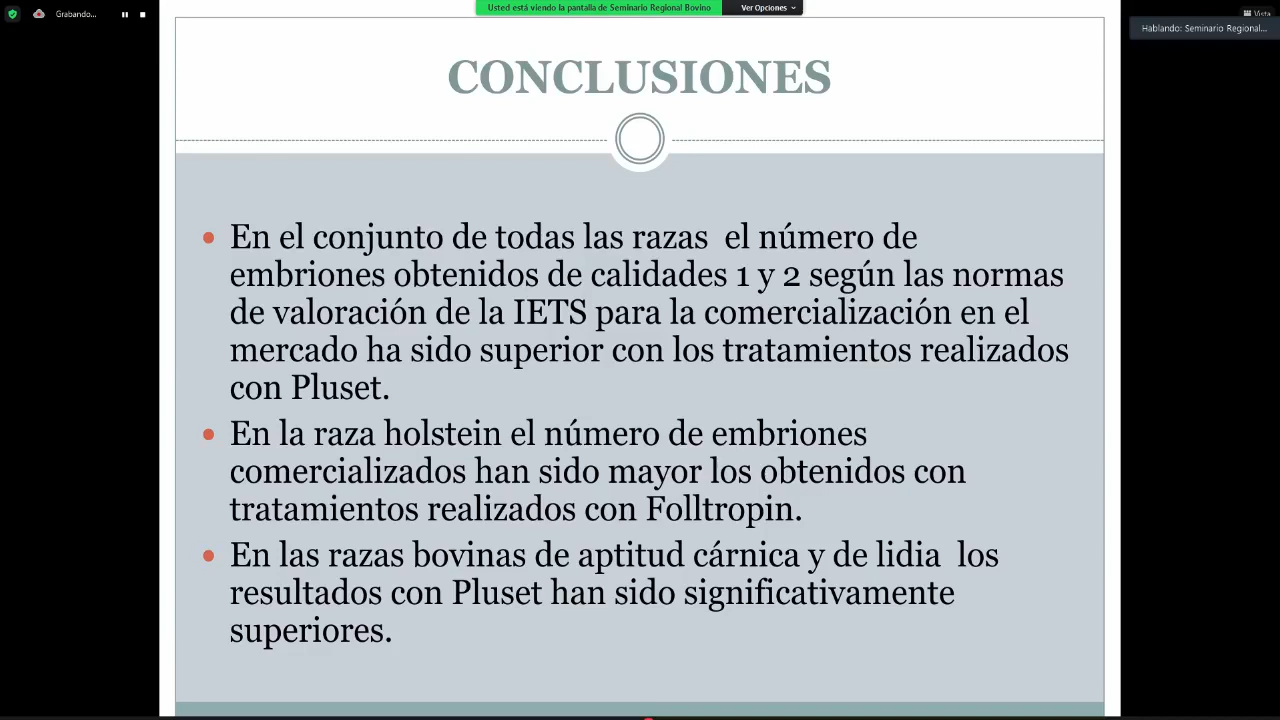 Grabando...
Usted está viendo la pantalla de Seminario Regional Bovino
Ver Opciones
Vista
Hablando: Seminario Regional...
CONCLUSIONES
• En el conjunto de todas las razas el número de
embriones obtenidos de calidades 1 y 2 según las normas
de valoración de la IETS para la comercialización en el
mercado ha sido superior con los tratamientos realizados
con Pluset.
• En la raza holstein el número de embriones
comercializados han sido mayor los obtenidos con
tratamientos realizados con Folltropin.
• En las razas bovinas de aptitud cárnica y de lidia los
resultados con Pluset han sido significativamente
superiores.